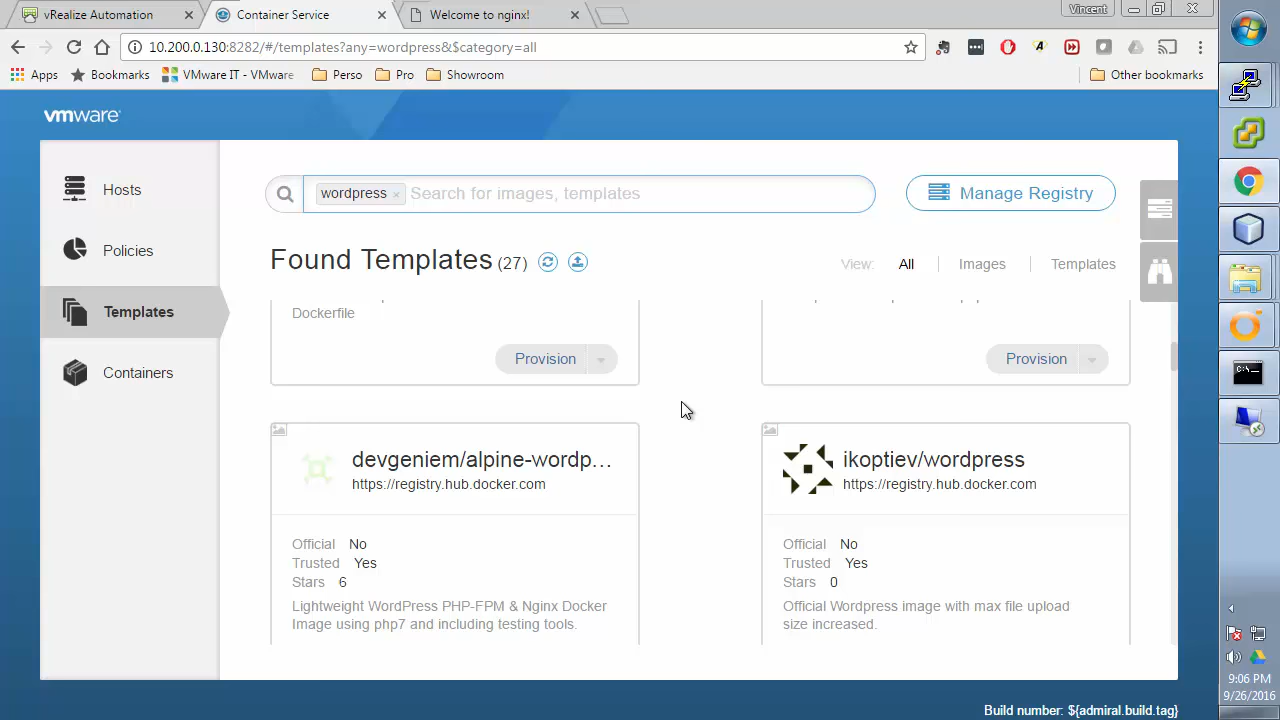 vRealize Automation
Container Service
Welcome to nginx!
Vincent
10.200.0.130:8282/#/templates?any=wordpress&$category=all
Apps
Bookmarks
VMware IT - VMware
Perso
Pro
Showroom
Other bookmarks
vmware
Hosts
Policies
Templates
Containers
wordpress ×
Search for images, templates
Manage Registry
Found Templates (27)
View:
All
Images
Templates
Dockerfile
Provision
Provision
devgeniem/alpine-wordp...
https://registry.hub.docker.com
Official No
Trusted Yes
Stars 6
Lightweight WordPress PHP-FPM & Nginx Docker
Image using php7 and including testing tools.
ikoptiev/wordpress
https://registry.hub.docker.com
Official No
Trusted Yes
Stars 0
Official Wordpress image with max file upload
size increased.
Build number: ${admiral.build.tag}
9:06 PM
9/26/2016